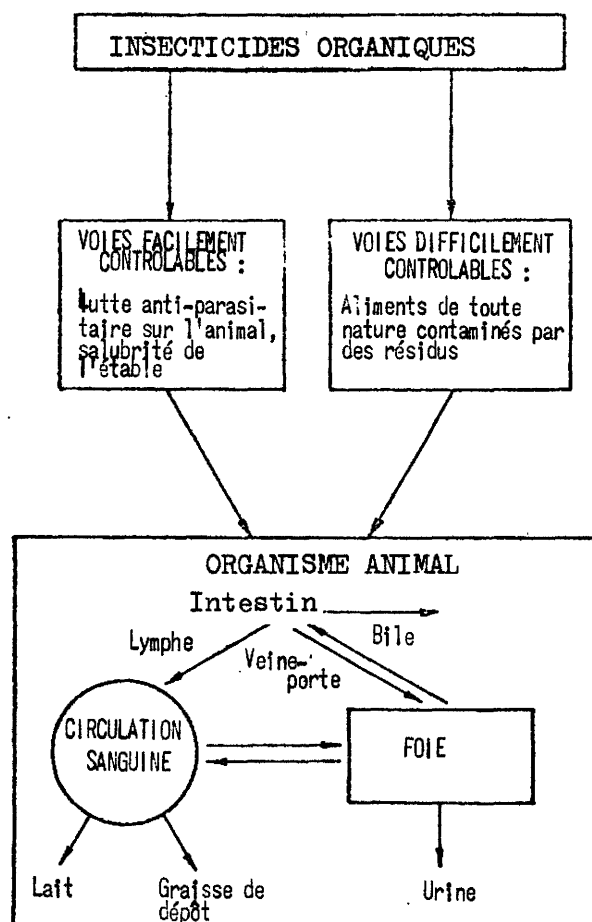 INSECTICIDES ORGANIQUES
VOIES FACILEMENT
CONTROLABLES :
Lutte anti-parasi-
taire sur l'animal,
salubrité de
l'étable
VOIES DIFFICILEMENT
CONTROLABLES :
Aliments de toute
nature contaminés par
des résidus
ORGANISME ANIMAL
Intestin
Lymphe
Veine-
porte
Bile
CIRCULATION
SANGUINE
FOIE
Lait
Graisse de
dépôt
Urine